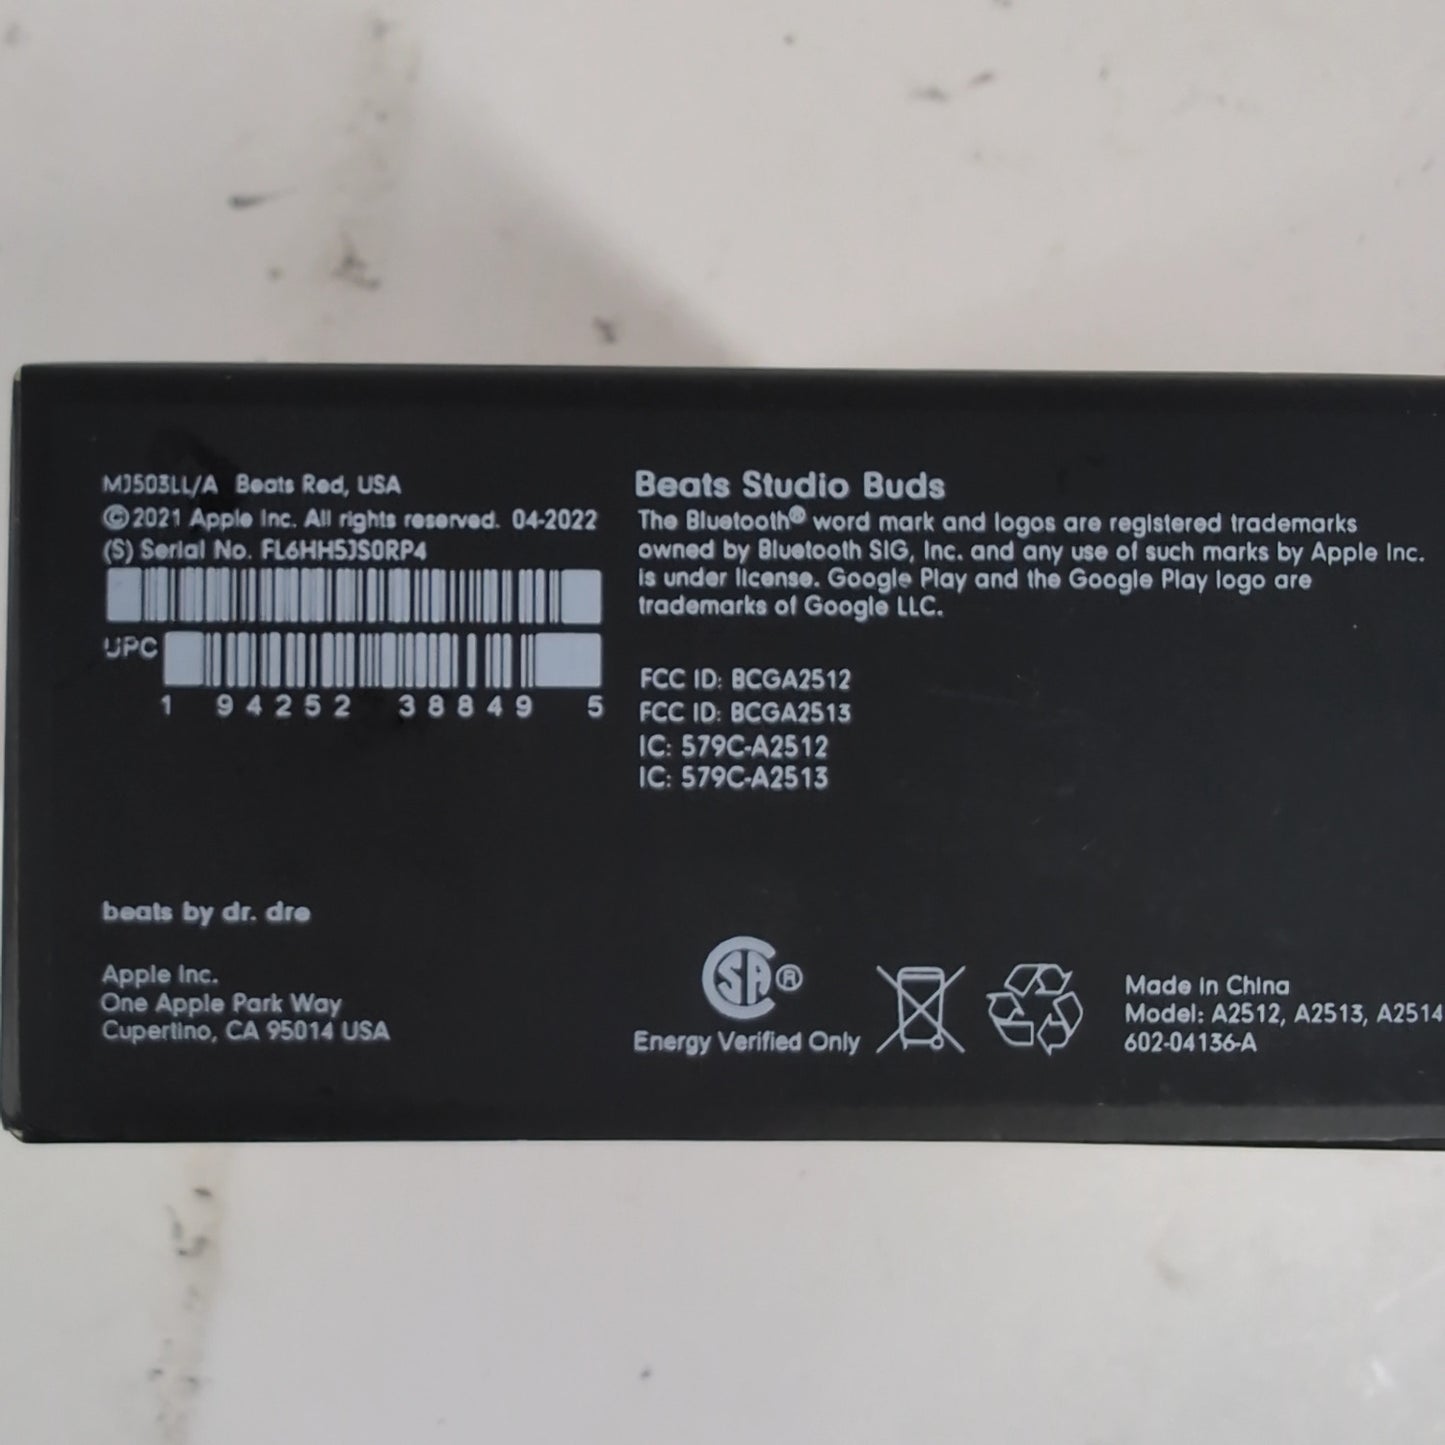 MJ503LL/A Beats Red, USA
©2021 Apple Inc. All rights reserved. 04-2022
(S) Serial No. FL6HH5JS0RP4
UPC
1 94252 38849 5
Beats Studio Buds
The Bluetooth® word mark and logos are registered trademarks
owned by Bluetooth SIG, Inc. and any use of such marks by Apple Inc.
is under license. Google Play and the Google Play logo are
trademarks of Google LLC.
FCC ID: BCGA2512
FCC ID: BCGA2513
IC: 579C-A2512
IC: 579C-A2513
beats by dr. dre
Apple Inc.
One Apple Park Way
Cupertino, CA 95014 USA
CSA®
Energy Verified Only
Made in China
Model: A2512, A2513, A2514
602-04136-A